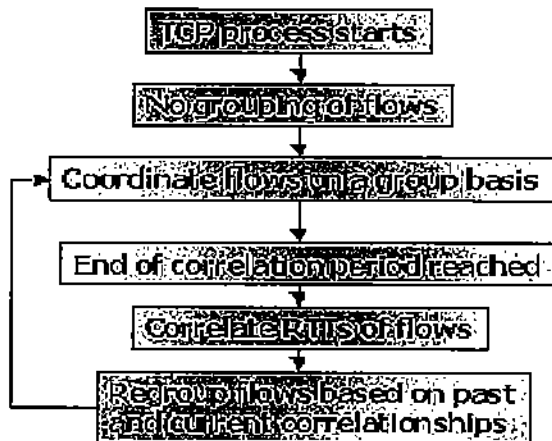 TCP process starts
No grouping of flows
Coordinate flows on a group basis
End of correlation period reached
Correlate RTTs of flows
Regroup flows based on past
and current correlationships